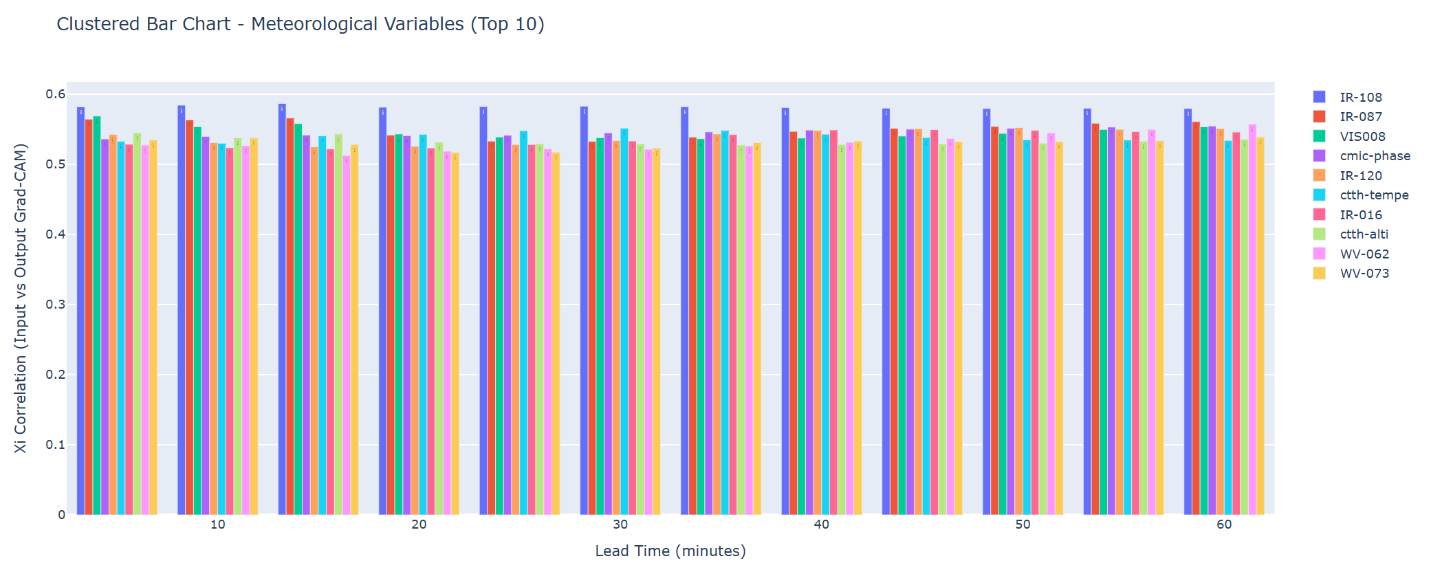 Clustered Bar Chart - Meteorological Variables (Top 10)
Xi Correlation (Input vs Output Grad-CAM)
0.6
0.5
0.4
0.3
0.2
0.1
0
10
20
30
40
50
60
Lead Time (minutes)
IR-108
IR-087
VIS008
cmic-phase
IR-120
ctth-tempe
IR-016
ctth-alti
WV-062
WV-073